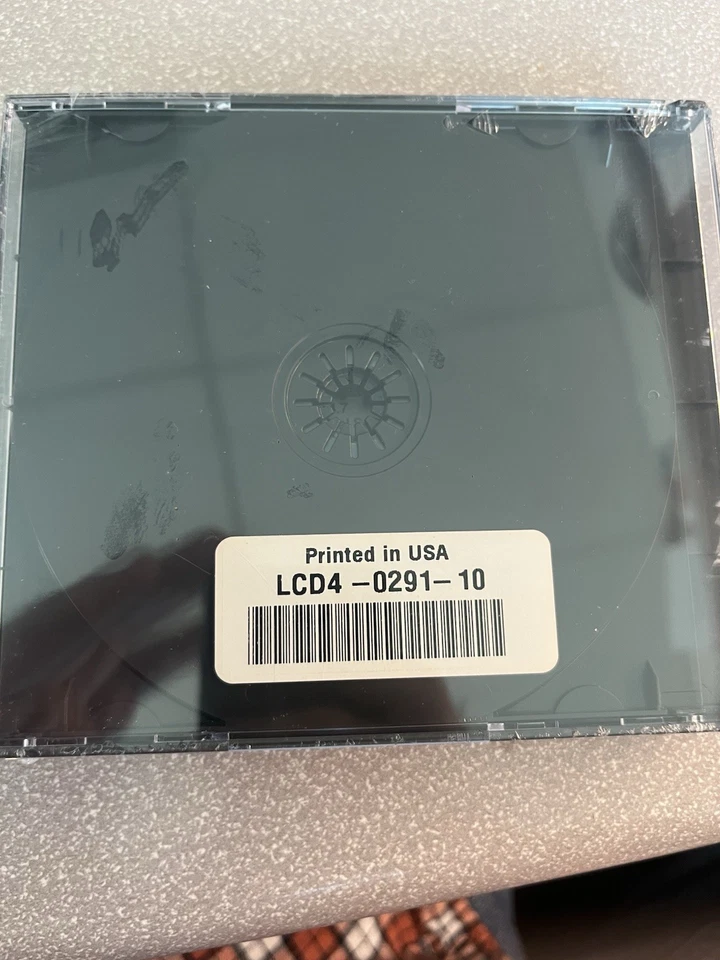 Printed in USA
LCD4 -0291- 10